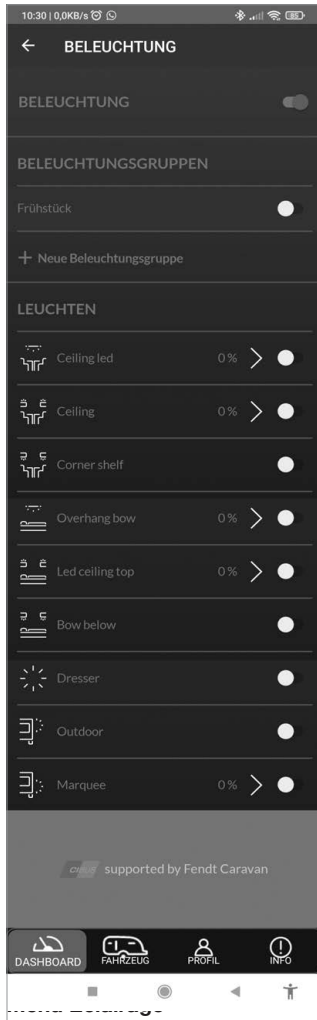 10:30 | 0,0KB/s
85
BELEUCHTUNG
BELEUCHTUNG
BELEUCHTUNGSGRUPPEN
Frühstück
+ Neue Beleuchtungsgruppe
LEUCHTEN
Ceiling led 0 %
Ceiling 0 %
Corner shelf
Overhang bow 0 %
Led ceiling top 0 %
Bow below
Dresser
Outdoor
Marquee 0 %
supported by Fendt Caravan
DASHBOARD FAHRZEUG PROFIL INFO